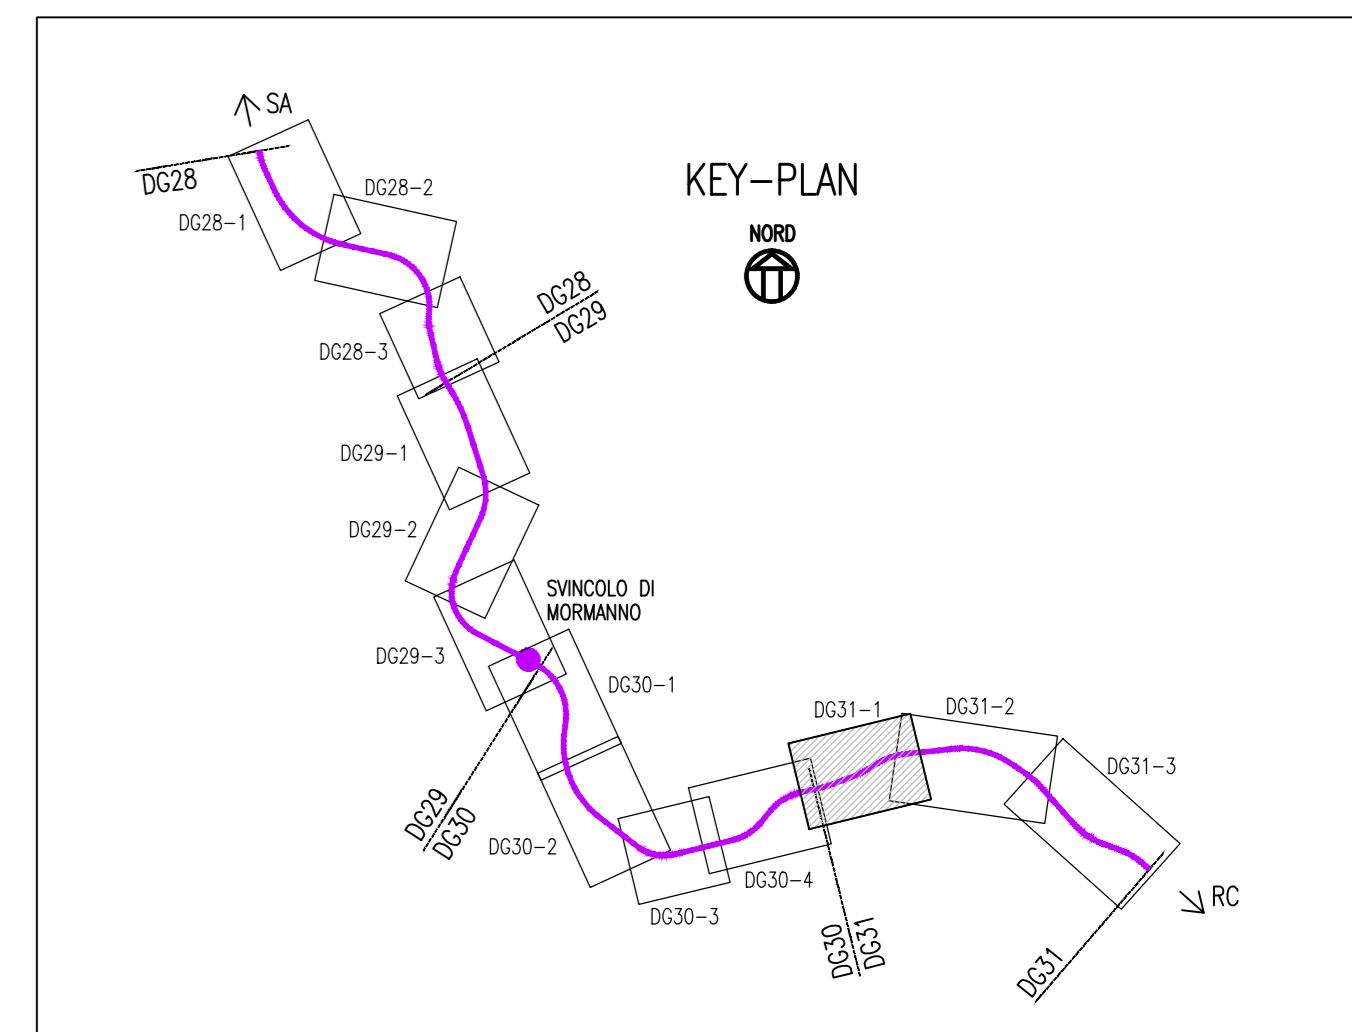 SA
KEY-PLAN
NORD
DG28
DG28-1
DG28-2
DG28
DG29
DG28-3
DG29-1
DG29-2
SVINCOLO DI
MORMANNO
DG29-3
DG30-1
DG29
DG30
DG30-2
DG30-3
DG30-4
DG31-1
DG31-2
DG31-3
RC
DG30
DG31
DG31